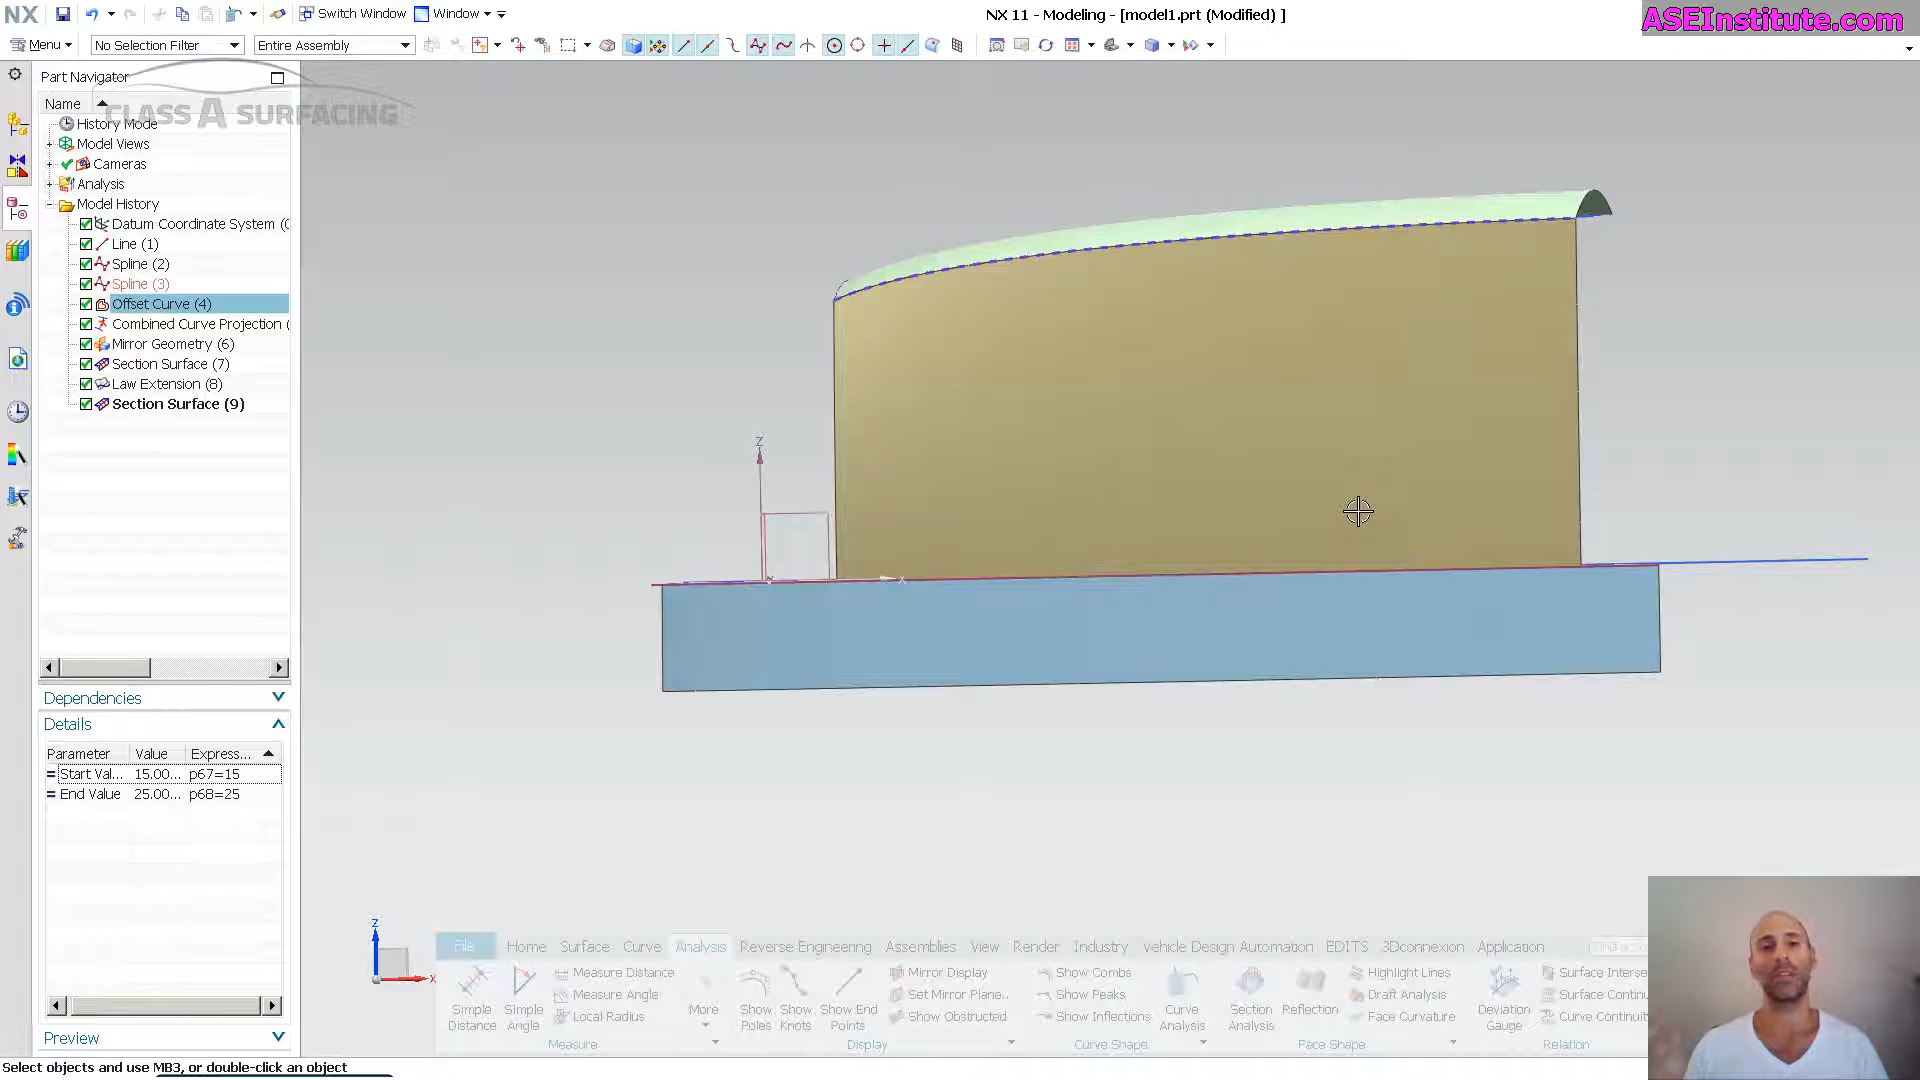 NX
Switch Window
Window
NX 11 - Modeling - [model1.prt (Modified) ]
ASEInstitute.com
Menu
No Selection Filter
Entire Assembly
Part Navigator
CLASS A SURFACING
Name
History Mode
Model Views
Cameras
Analysis
Model History
Datum Coordinate System (0
Line (1)
Spline (2)
Spline (3)
Offset Curve (4)
Combined Curve Projection (
Mirror Geometry (6)
Section Surface (7)
Law Extension (8)
Section Surface (9)
Z
X
Dependencies
Details
Parameter Value Express...
Start Val... 15.00... p67=15
End Value 25.00... p68=25
Preview
Z
X
File Home Surface Curve Analysis Reverse Engineering Assemblies View Render Industry Vehicle Design Automation EDITS 3Dconnexion Application
Measure Distance
Mirror Display
Show Combs
Highlight Lines
Surface Interse
Measure Angle
Set Mirror Plane...
Show Peaks
Draft Analysis
Surface Continu
Local Radius
Show Obstructed
Show Inflections
Face Curvature
Curve Continuit
Simple Distance
Simple Angle
More
Show Poles
Show Knots
Show End Points
Curve Analysis
Section Analysis
Reflection
Deviation Gauge
Measure
Display
Curve Shape
Face Shape
Relation
Select objects and use MB3, or double-click an object